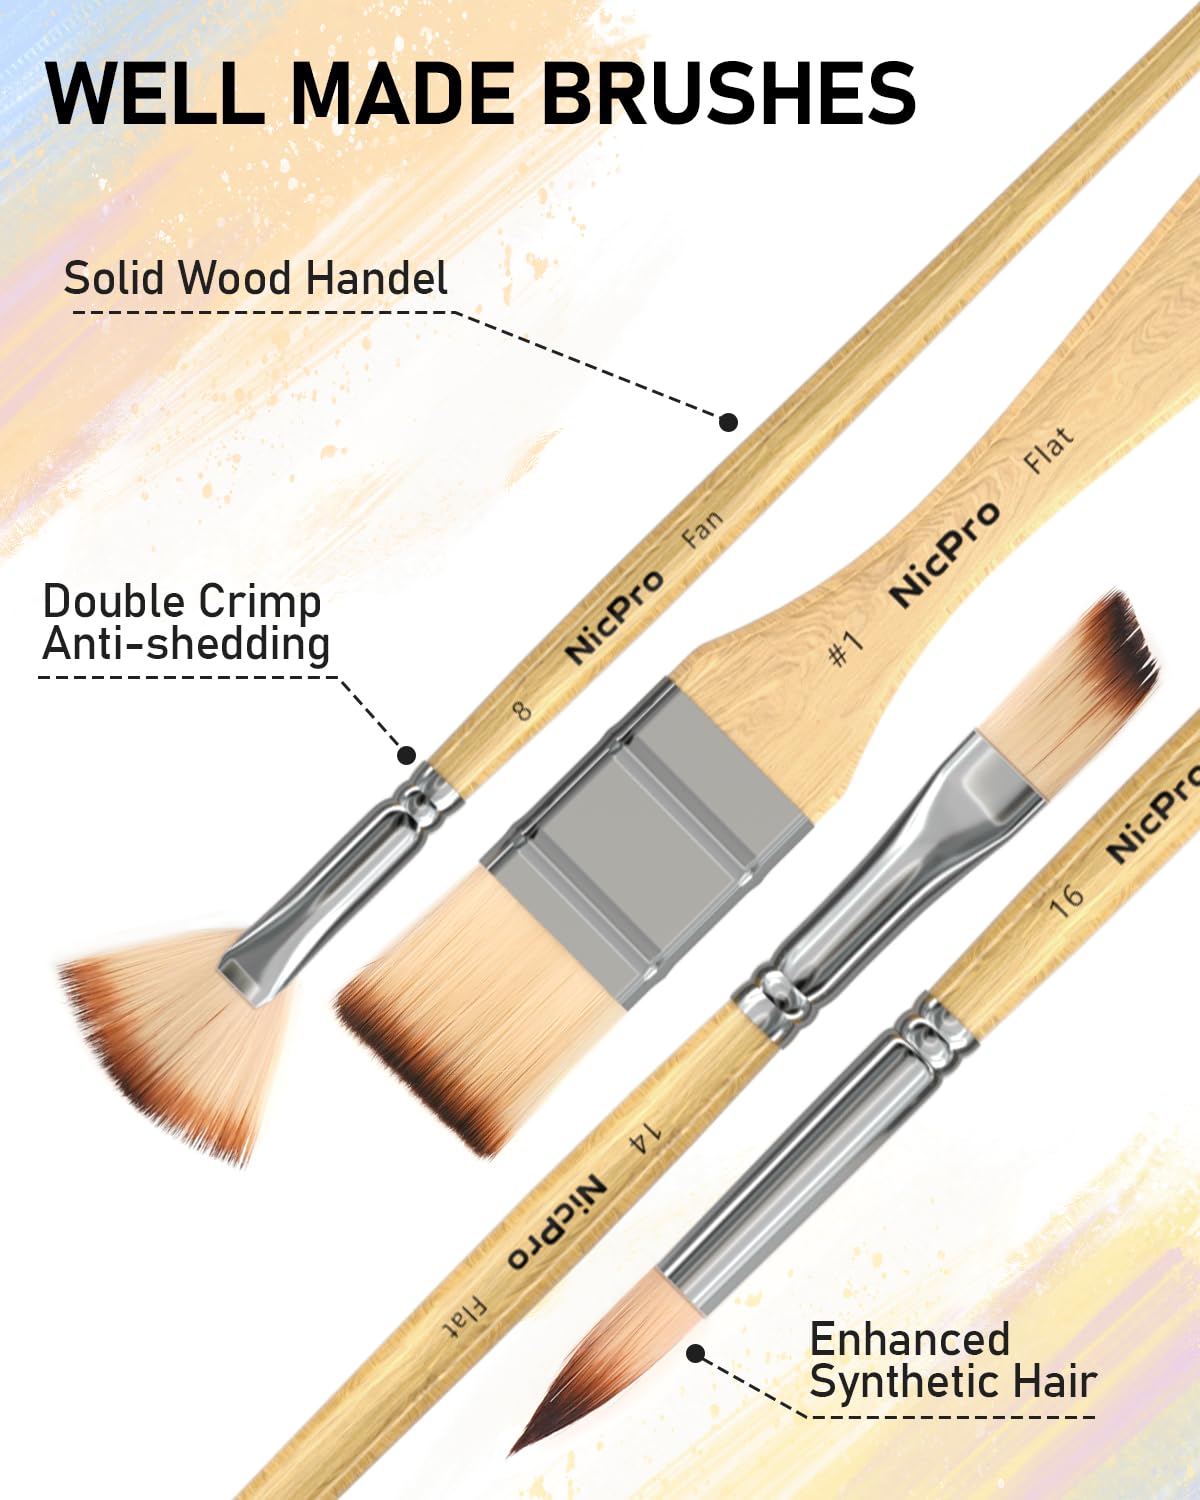 WELL MADE BRUSHES
Solid Wood Handel
Double Crimp
Anti-shedding
8 NicPro Fan
#1 NicPro Flat
14 NicPro Flat
16 NicPro
Enhanced
Synthetic Hair